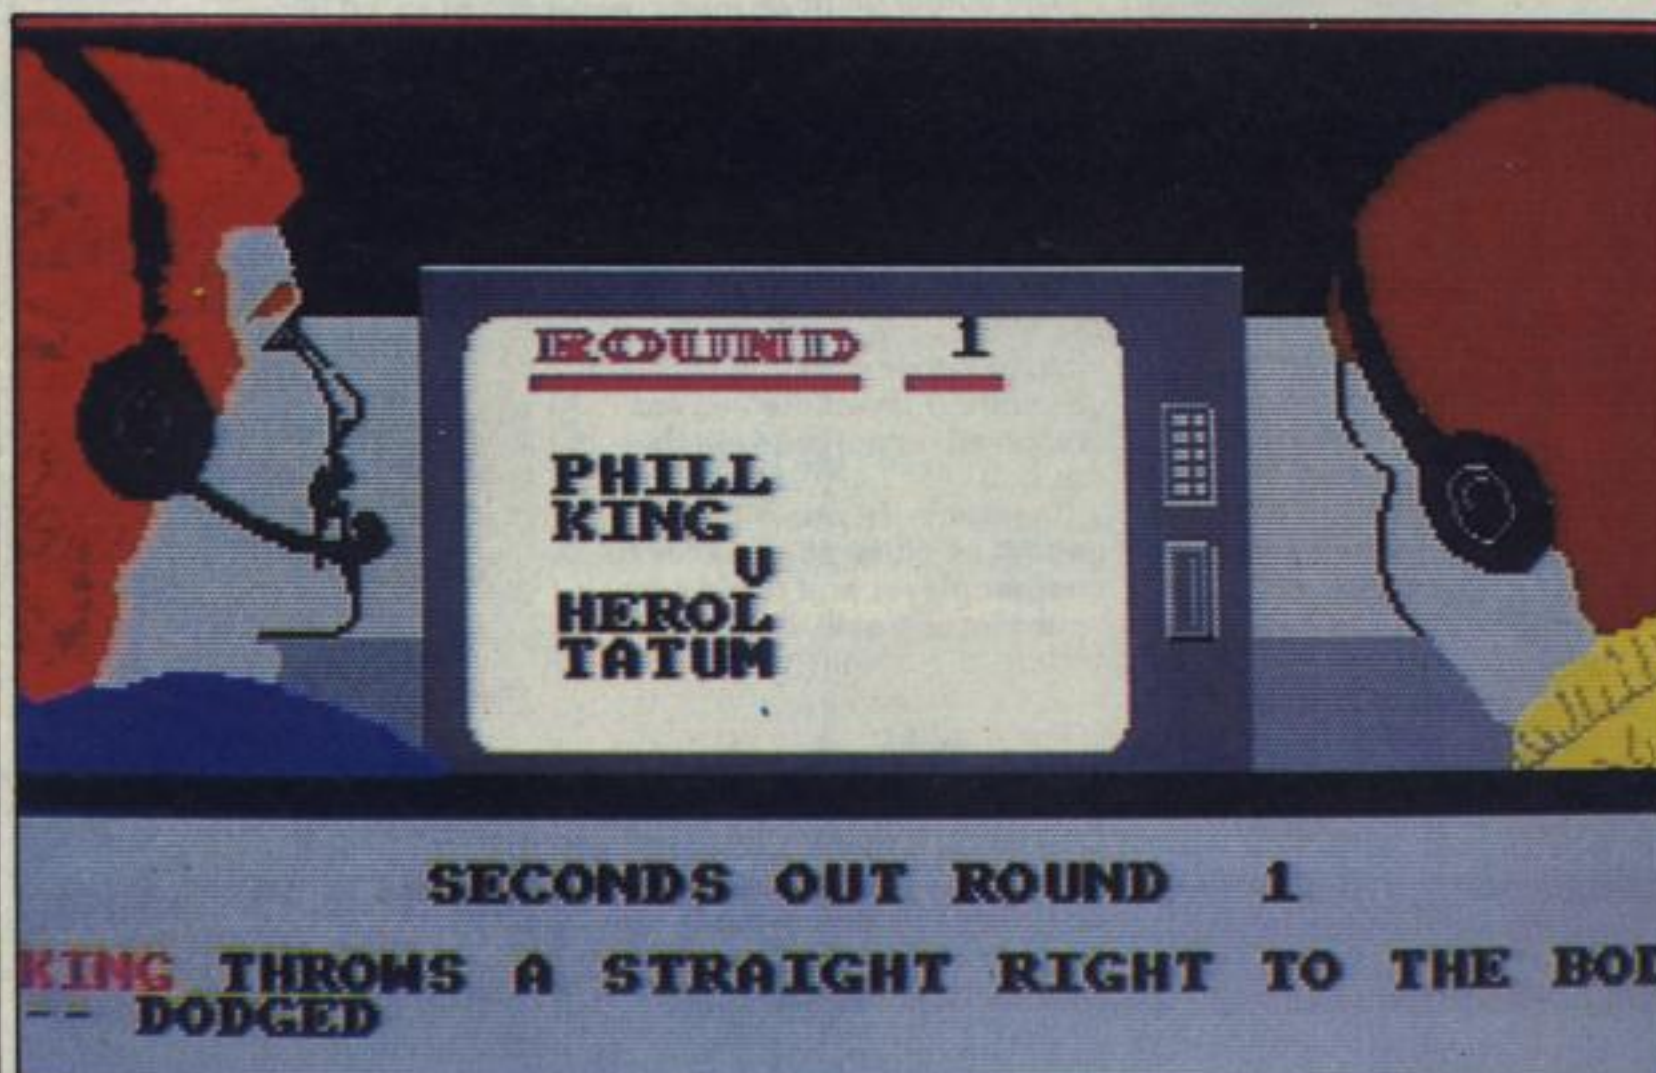 ROUND 1
PHILL
KING
V
HEROL
TATUM
SECONDS OUT ROUND 1
KING THROWS A STRAIGHT RIGHT TO THE BOD
-- DODGED